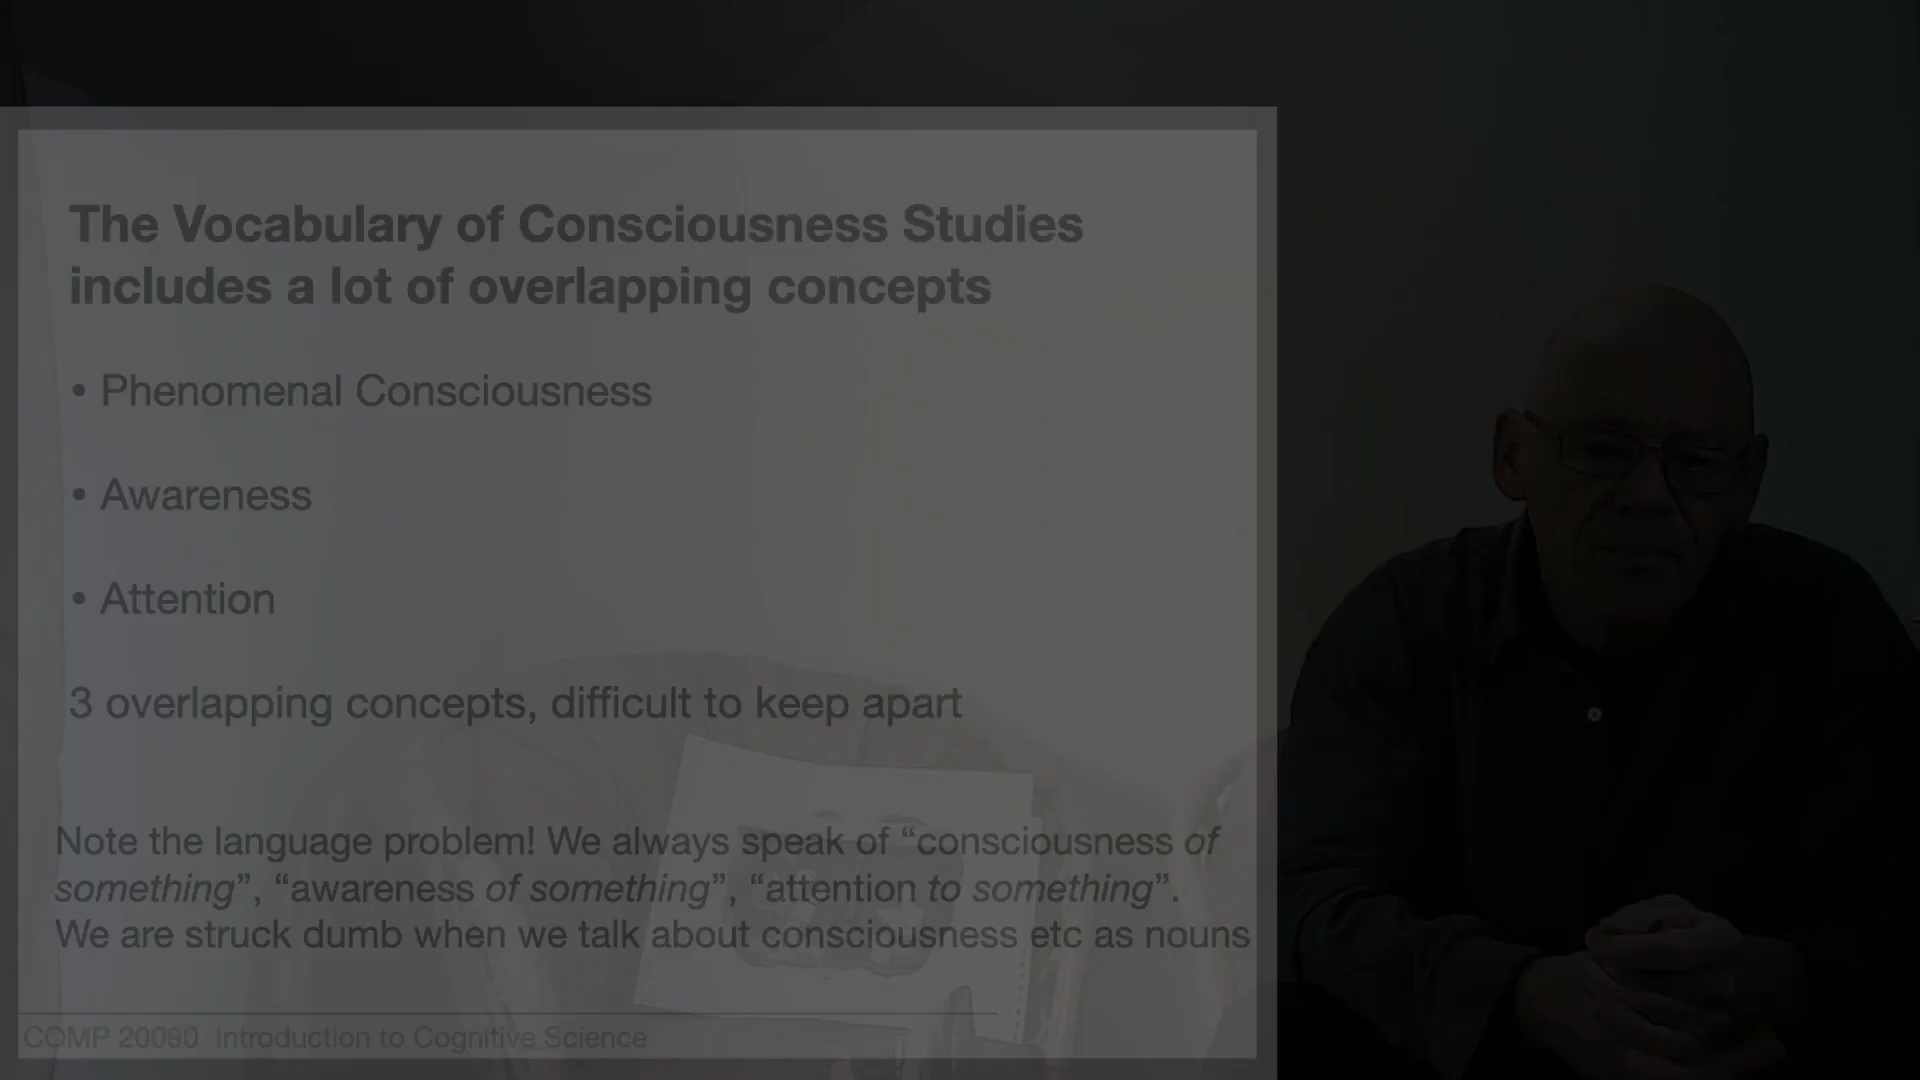 The Vocabulary of Consciousness Studies
includes a lot of overlapping concepts
• Phenomenal Consciousness
• Awareness
• Attention
3 overlapping concepts, difficult to keep apart
Note the language problem! We always speak of “consciousness of
something”, “awareness of something”, “attention to something”.
We are struck dumb when we talk about consciousness etc as nouns
COMP 20090 Introduction to Cognitive Science